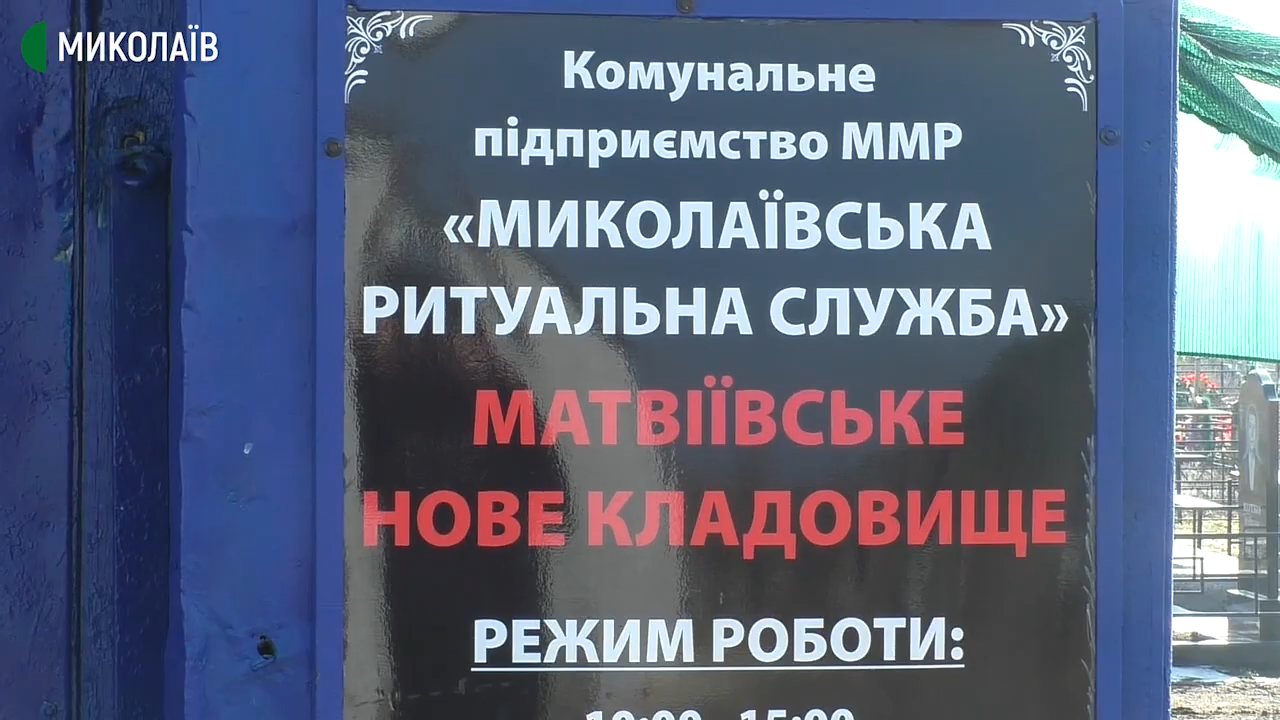 МИКОЛАЇВ
Комунальне
підприємство ММР
«МИКОЛАЇВСЬКА
РИТУАЛЬНА СЛУЖБА»
МАТВІЇВСЬКЕ
НОВЕ КЛАДОВИЩЕ
РЕЖИМ РОБОТИ: